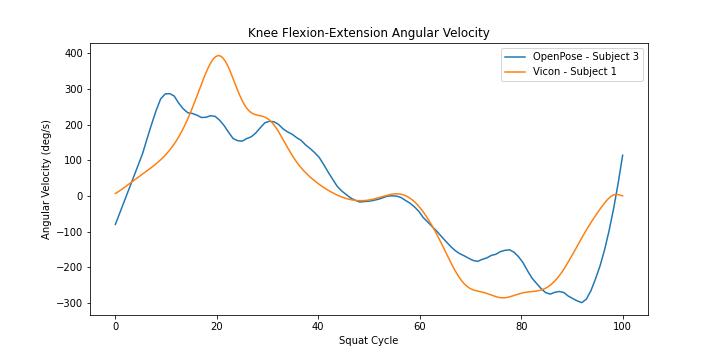 Knee Flexion-Extension Angular Velocity
OpenPose - Subject 3
Vicon - Subject 1
Angular Velocity (deg/s)
400
300
200
100
0
−100
−200
−300
0
20
40
60
80
100
Squat Cycle